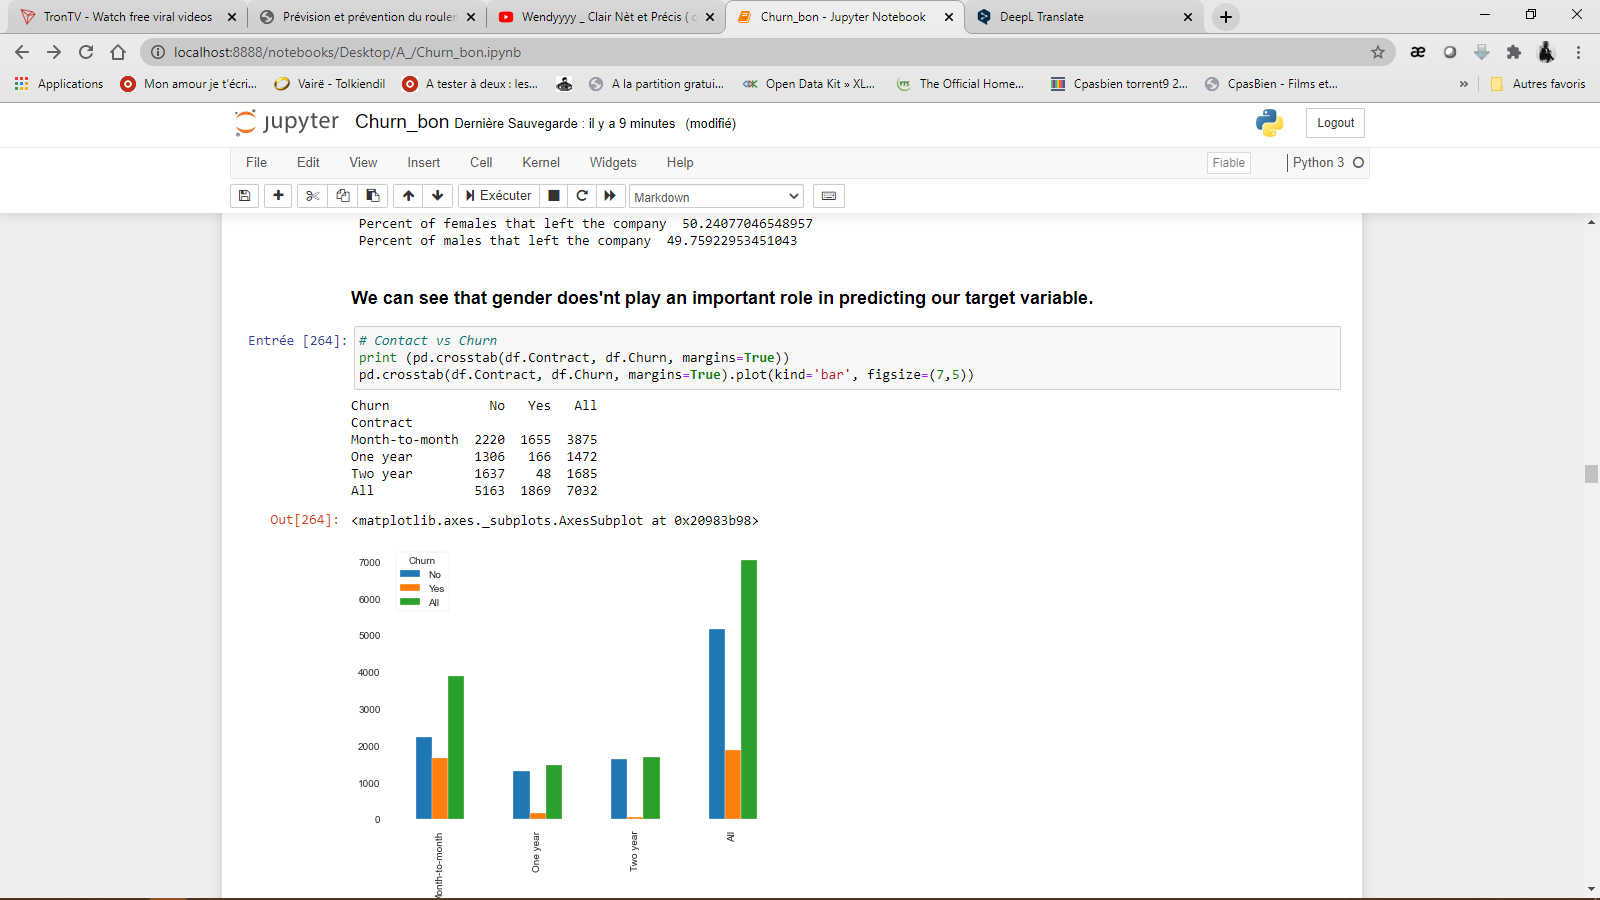 TronTV - Watch free viral videos
Prévision et prévention du rouler
Wendyyyy _ Clair Nèt et Précis (
Churn_bon - Jupyter Notebook
DeepL Translate
localhost:8888/notebooks/Desktop/A_/Churn_bon.ipynb
Applications
Mon amour je t'écri...
Vairë - Tolkiendil
A tester à deux : les...
A la partition gratui...
Open Data Kit » XL...
The Official Home...
Cpasbien torrent9 2...
CpasBien - Films et...
»
Autres favoris
jupyter
Churn_bon Dernière Sauvegarde : il y a 9 minutes (modifié)
Logout
File Edit View Insert Cell Kernel Widgets Help
Fiable
Python 3
Exécuter
Markdown
Percent of females that left the company 50.24077046548957
Percent of males that left the company 49.75922953451043
We can see that gender does'nt play an important role in predicting our target variable.
Entrée [264]:
# Contact vs Churn
print (pd.crosstab(df.Contract, df.Churn, margins=True))
pd.crosstab(df.Contract, df.Churn, margins=True).plot(kind='bar', figsize=(7,5))
Churn No Yes All
Contract
Month-to-month 2220 1655 3875
One year 1306 166 1472
Two year 1637 48 1685
All 5163 1869 7032
Out[264]: <matplotlib.axes._subplots.AxesSubplot at 0x20983b98>
Churn
No
Yes
All
7000
6000
5000
4000
3000
2000
1000
0
Month-to-month
One year
Two year
All